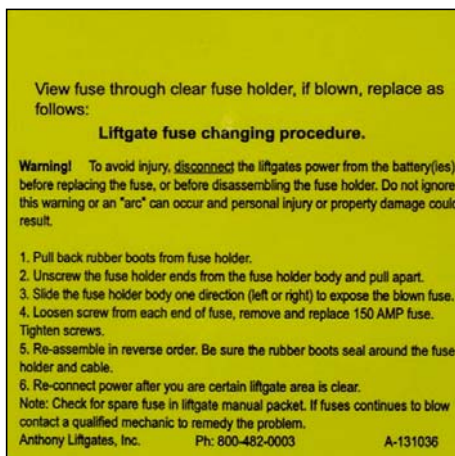 View fuse through clear fuse holder, if blown, replace as
follows:
Liftgate fuse changing procedure.
Warning! To avoid injury, disconnect the liftgates power from the battery(ies)
before replacing the fuse, or before disassembling the fuse holder. Do not ignore
this warning or an "arc" can occur and personal injury or property damage could
result.
1. Pull back rubber boots from fuse holder.
2. Unscrew the fuse holder ends from the fuse holder body and pull apart.
3. Slide the fuse holder body one direction (left or right) to expose the blown fuse.
4. Loosen screw from each end of fuse, remove and replace 150 AMP fuse.
Tighten screws.
5. Re-assemble in reverse order. Be sure the rubber boots seal around the fuse
holder and cable.
6. Re-connect power after you are certain liftgate area is clear.
Note: Check for spare fuse in liftgate manual packet. If fuses continues to blow
contact a qualified mechanic to remedy the problem.
Anthony Liftgates, Inc. Ph: 800-482-0003 A-131036